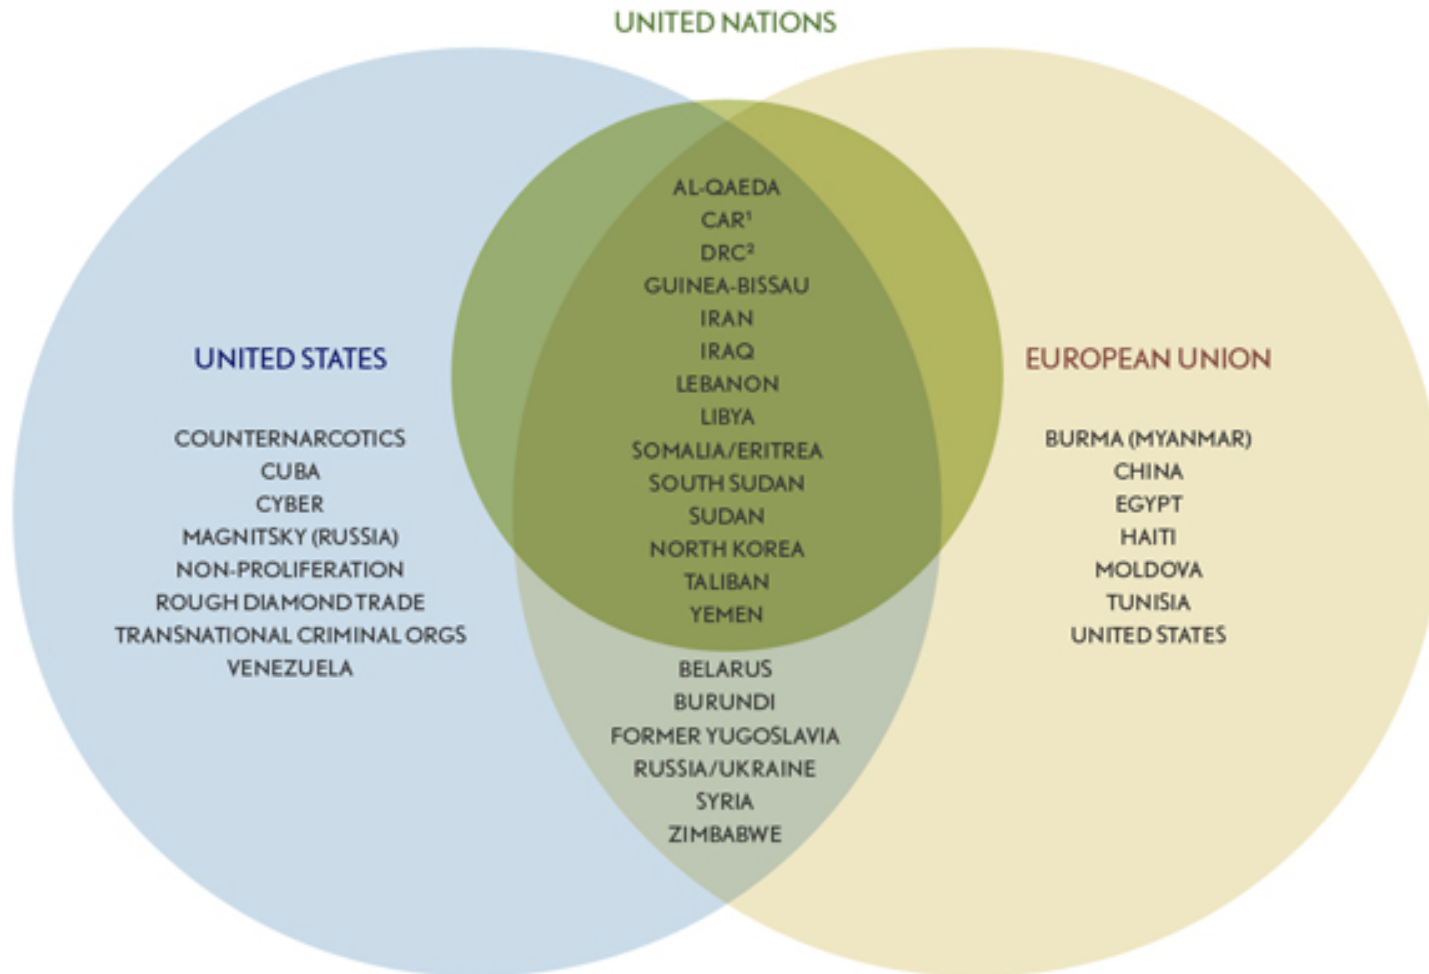 UNITED NATIONS
AL-QAEDA
CAR¹
DRC²
GUINEA-BISSAU
IRAN
IRAQ
LEBANON
LIBYA
SOMALIA/ERITREA
SOUTH SUDAN
SUDAN
NORTH KOREA
TALIBAN
YEMEN
BELARUS
BURUNDI
FORMER YUGOSLAVIA
RUSSIA/UKRAINE
SYRIA
ZIMBABWE
UNITED STATES
COUNTERNARCOTICS
CUBA
CYBER
MAGNITSKY (RUSSIA)
NON-PROLIFERATION
ROUGH DIAMOND TRADE
TRANSNATIONAL CRIMINAL ORGS
VENEZUELA
EUROPEAN UNION
BURMA (MYANMAR)
CHINA
EGYPT
HAITI
MOLDOVA
TUNISIA
UNITED STATES